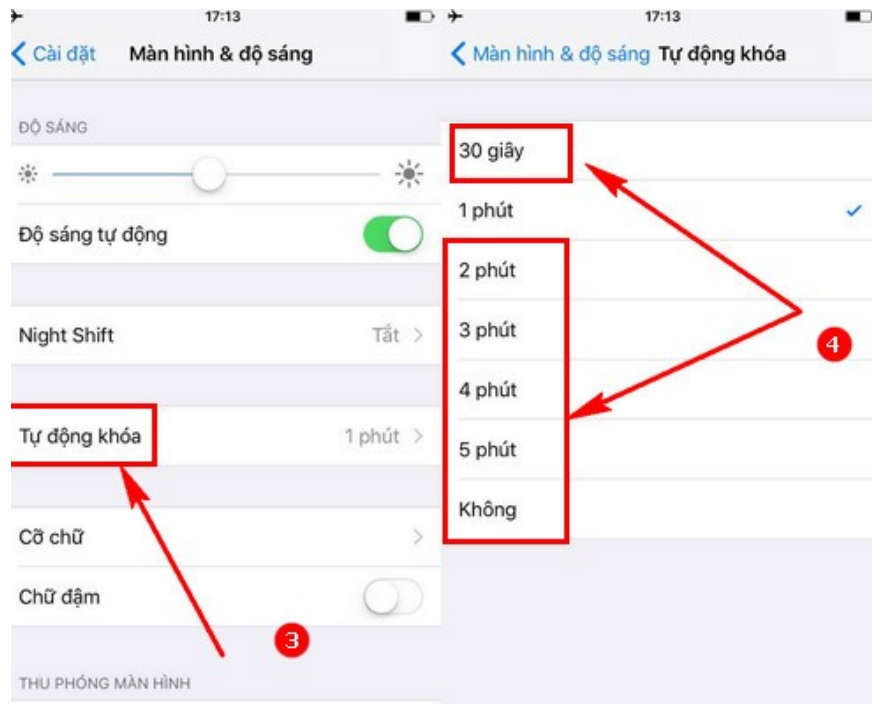 17:13
Cài đặt Màn hình & độ sáng
ĐỘ SÁNG
Độ sáng tự động
Night Shift Tắt
Tự động khóa 1 phút
Cỡ chữ
Chữ đậm
3
THU PHÓNG MÀN HÌNH
17:13
Màn hình & độ sáng Tự động khóa
30 giây
1 phút
2 phút
3 phút
4
4 phút
5 phút
Không